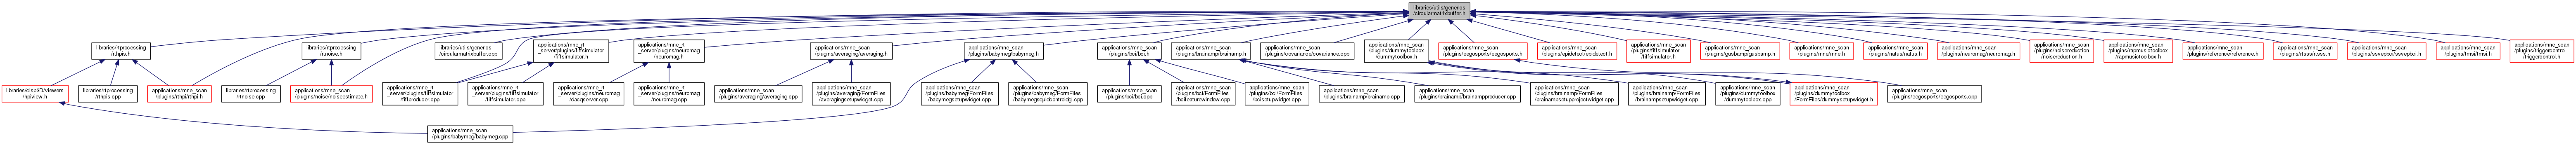 libraries/utils/generics
/circularmatrixbuffer.h
libraries/rtprocessing
/rthpis.h
libraries/rtprocessing
/rtnoise.h
libraries/utils/generics
/circularmatrixbuffer.cpp
applications/mne_rt
_server/plugins/fiffsimulator
/fiffsimulator.h
applications/mne_rt
_server/plugins/neuromag
/neuromag.h
applications/mne_scan
/plugins/averaging/averaging.h
applications/mne_scan
/plugins/babymeg/babymeg.h
applications/mne_scan
/plugins/bci/bci.h
applications/mne_scan
/plugins/brainamp/brainamp.h
applications/mne_scan
/plugins/covariance/covariance.cpp
applications/mne_scan
/plugins/dummytoolbox
/dummytoolbox.h
applications/mne_scan
/plugins/eegosports/eegosports.h
applications/mne_scan
/plugins/epidetect/epidetect.h
applications/mne_scan
/plugins/fiffsimulator
/fiffsimulator.h
applications/mne_scan
/plugins/gusbamp/gusbamp.h
applications/mne_scan
/plugins/mne/mne.h
applications/mne_scan
/plugins/natus/natus.h
applications/mne_scan
/plugins/neuromag/neuromag.h
applications/mne_scan
/plugins/noisereduction
/noisereduction.h
applications/mne_scan
/plugins/rapmusictoolbox
/rapmusictoolbox.h
applications/mne_scan
/plugins/reference/reference.h
applications/mne_scan
/plugins/rtsss/rtsss.h
applications/mne_scan
/plugins/ssvepbci/ssvepbci.h
applications/mne_scan
/plugins/tmsi/tmsi.h
applications/mne_scan
/plugins/triggercontrol
/triggercontrol.h
libraries/disp3D/viewers
/hpiview.h
libraries/rtprocessing
/rthpis.cpp
applications/mne_scan
/plugins/rthpi/rthpi.h
libraries/rtprocessing
/rtnoise.cpp
applications/mne_scan
/plugins/noise/noiseestimate.h
applications/mne_rt
_server/plugins/fiffsimulator
/fiffproducer.cpp
applications/mne_rt
_server/plugins/fiffsimulator
/fiffsimulator.cpp
applications/mne_rt
_server/plugins/neuromag
/dacqserver.cpp
applications/mne_rt
_server/plugins/neuromag
/neuromag.cpp
applications/mne_scan
/plugins/averaging/averaging.cpp
applications/mne_scan
/plugins/averaging/FormFiles
/averagingsetupwidget.cpp
applications/mne_scan
/plugins/babymeg/FormFiles
/babymegsetupwidget.cpp
applications/mne_scan
/plugins/babymeg/FormFiles
/babymegsquidcontroldgl.cpp
applications/mne_scan
/plugins/bci/bci.cpp
applications/mne_scan
/plugins/bci/FormFiles
/bcifeaturewindow.cpp
applications/mne_scan
/plugins/bci/FormFiles
/bcisetupwidget.cpp
applications/mne_scan
/plugins/brainamp/brainamp.cpp
applications/mne_scan
/plugins/brainamp/brainampproducer.cpp
applications/mne_scan
/plugins/brainamp/FormFiles
/brainampsetupprojectwidget.cpp
applications/mne_scan
/plugins/brainamp/FormFiles
/brainampsetupwidget.cpp
applications/mne_scan
/plugins/dummytoolbox
/dummytoolbox.cpp
applications/mne_scan
/plugins/dummytoolbox
/FormFiles/dummysetupwidget.h
applications/mne_scan
/plugins/eegosports/eegosports.cpp
applications/mne_scan
/plugins/babymeg/babymeg.cpp